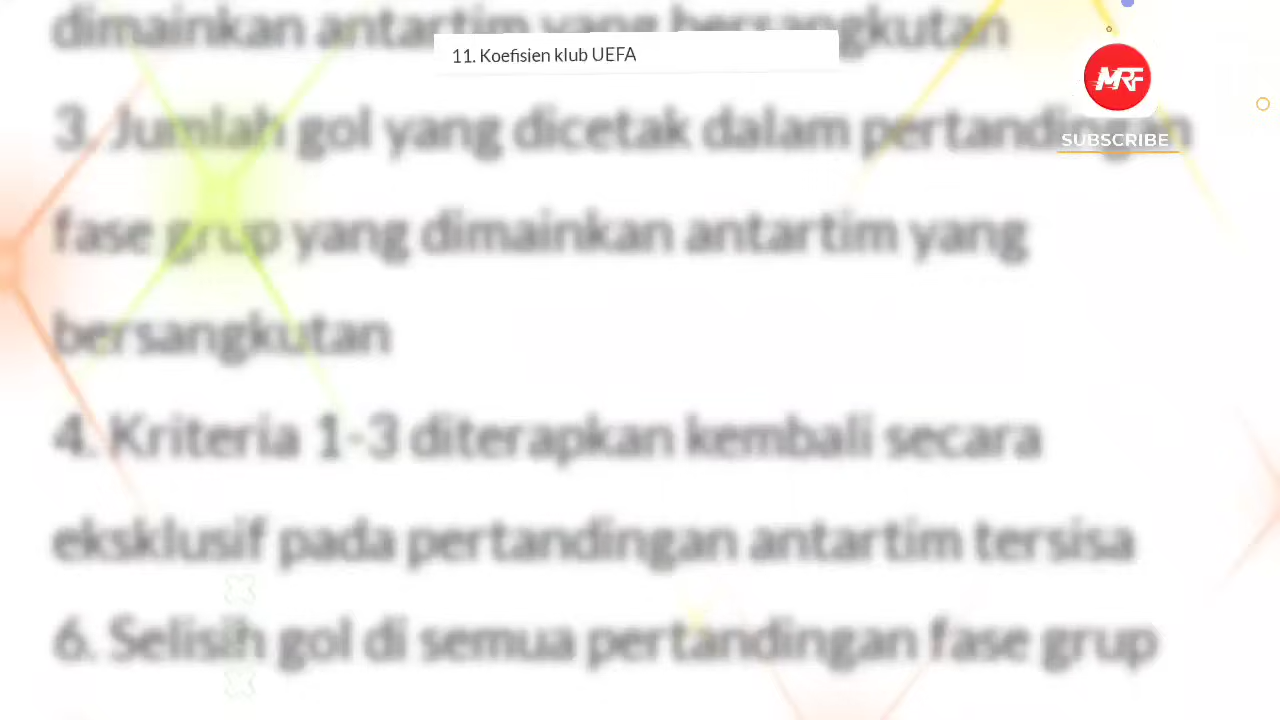 dimainkan antartim yang bersangkutan
11. Koefisien klub UEFA
3. Jumlah gol yang dicetak dalam pertandingan
MRF
SUBSCRIBE
fase grup yang dimainkan antartim yang
bersangkutan
4. Kriteria 1-3 diterapkan kembali secara
eksklusif pada pertandingan antartim tersisa
6. Selisih gol di semua pertandingan fase grup